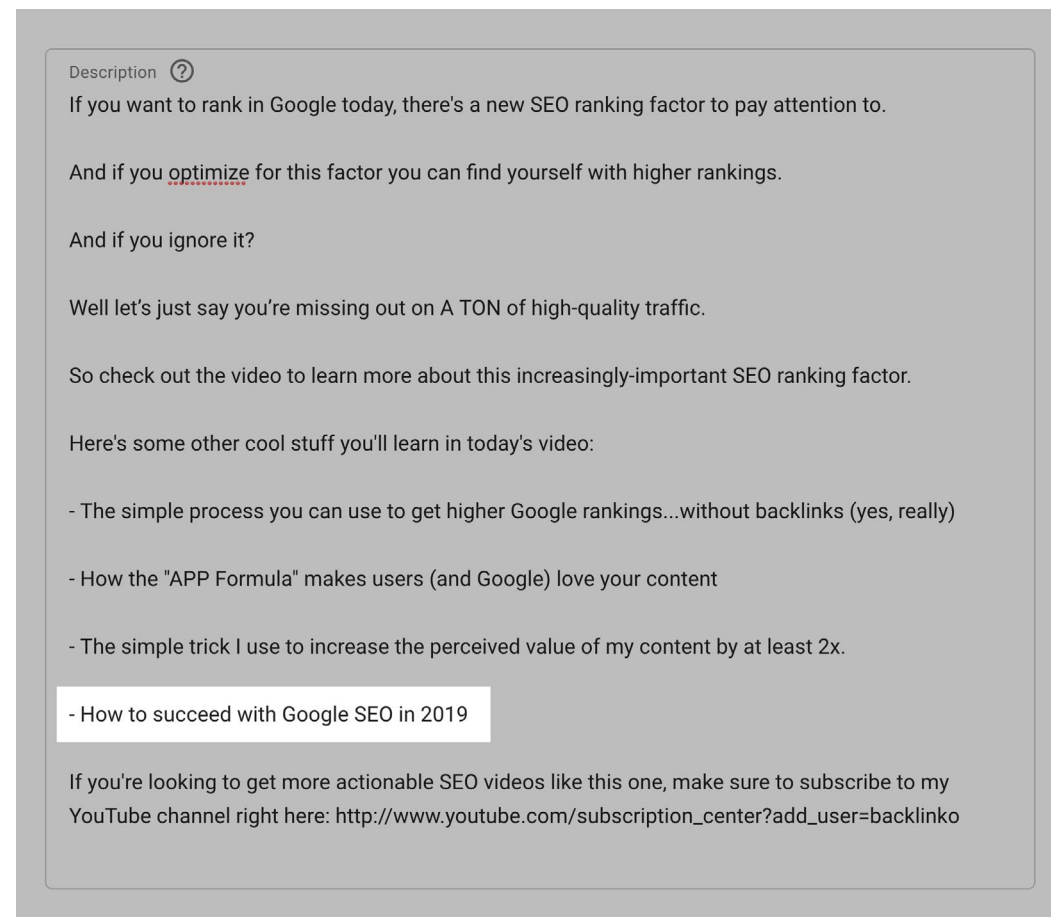 Description ?
If you want to rank in Google today, there's a new SEO ranking factor to pay attention to.
And if you optimize for this factor you can find yourself with higher rankings.
And if you ignore it?
Well let’s just say you’re missing out on A TON of high-quality traffic.
So check out the video to learn more about this increasingly-important SEO ranking factor.
Here's some other cool stuff you'll learn in today's video:
- The simple process you can use to get higher Google rankings...without backlinks (yes, really)
- How the "APP Formula" makes users (and Google) love your content
- The simple trick I use to increase the perceived value of my content by at least 2x.
- How to succeed with Google SEO in 2019
If you're looking to get more actionable SEO videos like this one, make sure to subscribe to my
YouTube channel right here: http://www.youtube.com/subscription_center?add_user=backlinko